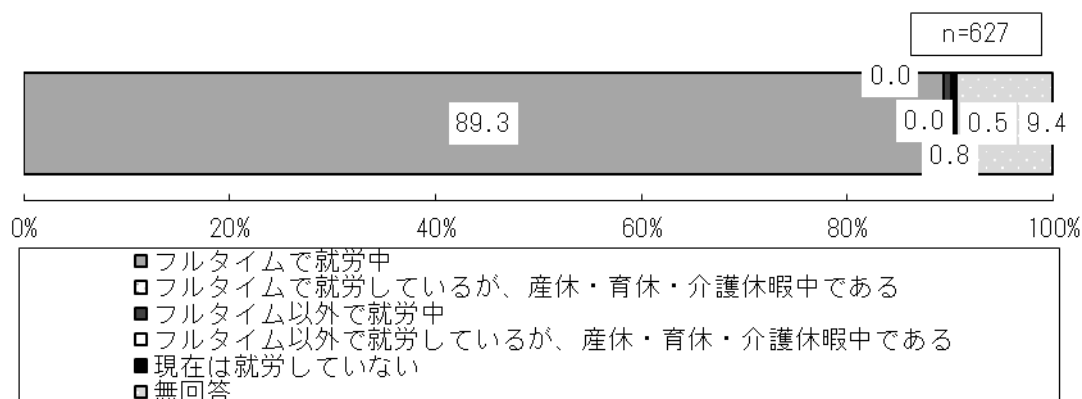 n=627
0.0
89.3
0.0
0.5
9.4
0.8
0%
20%
40%
60%
80%
100%
フルタイムで就労中
フルタイムで就労しているが、産休・育休・介護休暇中である
フルタイム以外で就労中
フルタイム以外で就労しているが、産休・育休・介護休暇中である
現在は就労していない
無回答